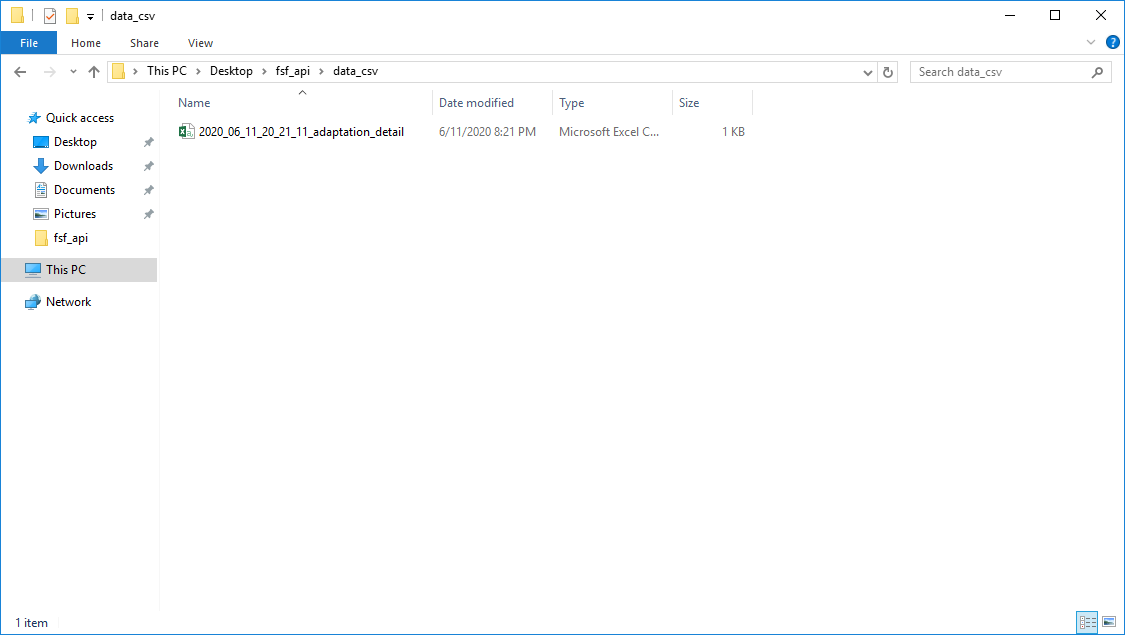 data_csv
File Home Share View
This PC Desktop fsf_api data_csv
Search data_csv
Name Date modified Type Size
2020_06_11_20_21_11_adaptation_detail 6/11/2020 8:21 PM Microsoft Excel C... 1 KB
Quick access
Desktop
Downloads
Documents
Pictures
fsf_api
This PC
Network
1 item